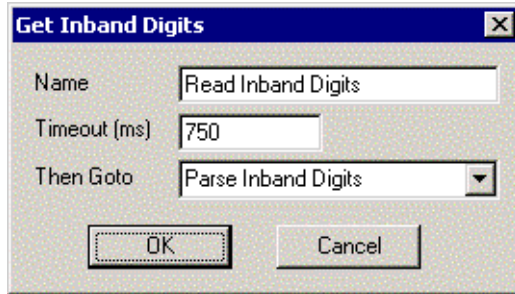 Get Inband Digits
Name Read Inband Digits
Timeout (ms) 750
Then Goto Parse Inband Digits
OK Cancel